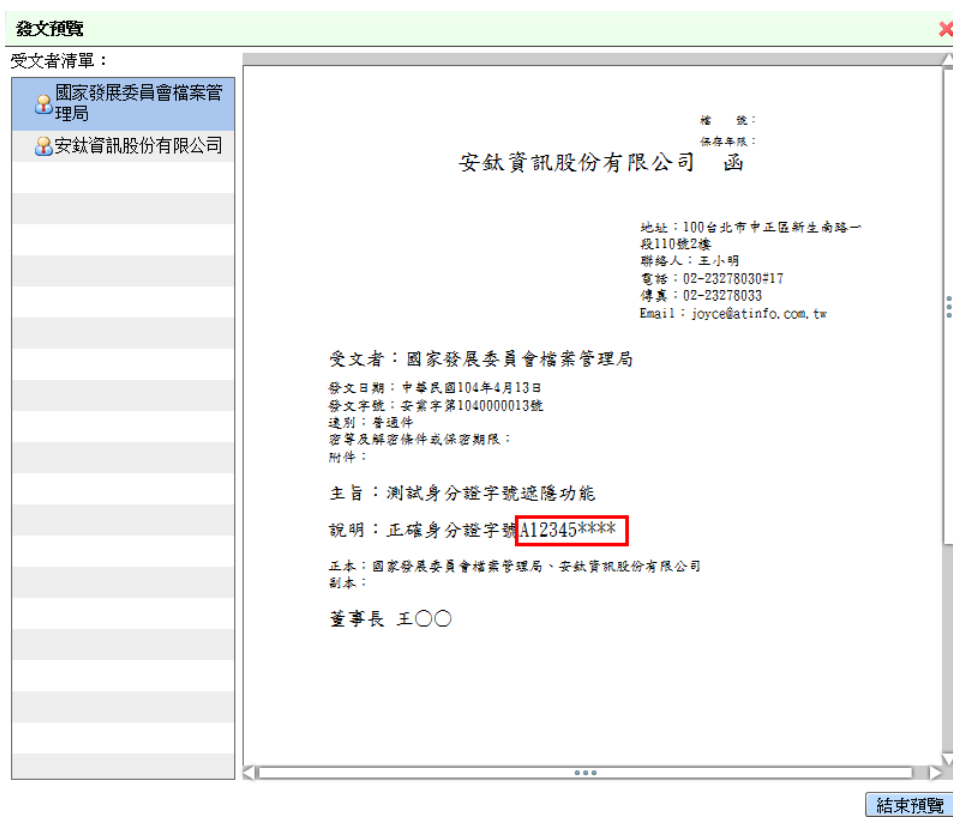 發文預覽
受文者清單：
國家發展委員會檔案管
理局
安鈦資訊股份有限公司
檔 號：
保存年限：
安鈦資訊股份有限公司 函
地址：100台北市中正區新生南路一
段110號2樓
聯絡人：王小明
電話：02-23278030#17
傳真：02-23278033
Email：joyce@atinfo.com.tw
受文者：國家發展委員會檔案管理局
發文日期：中華民國104年4月13日
發文字號：安業字第1040000013號
速別：普通件
密等及解密條件或保密期限：
附件：
主旨：測試身分證字號遮隱功能
說明：正確身分證字號A12345****
正本：國家發展委員會檔案管理局、安鈦資訊股份有限公司
副本：
董事長 王○○
結束預覽